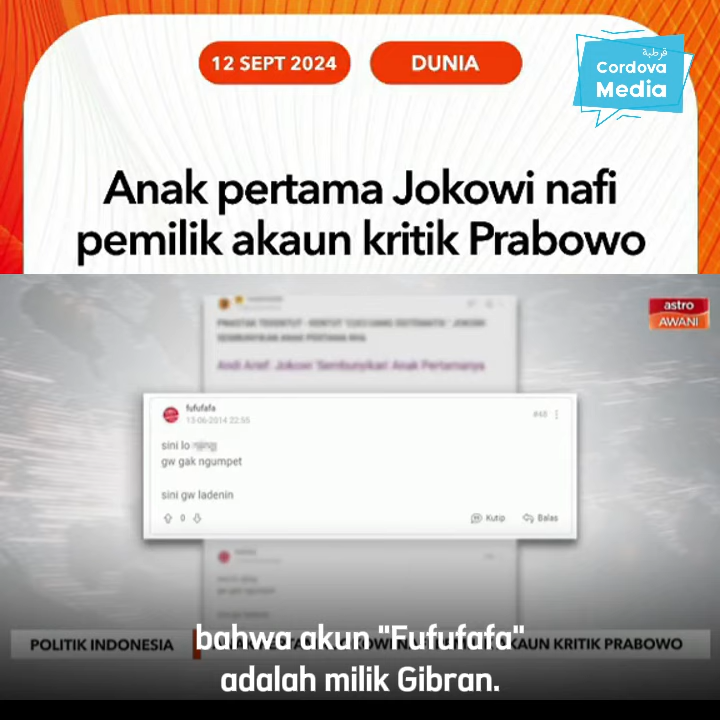 12 SEPT 2024
DUNIA
قرطبة
Cordova
Media
Anak pertama Jokowi nafi
pemilik akaun kritik Prabowo
astro
AWANI
Andi Arief: Jokowi 'Sembunyikan' Anak Pertamanya
fufufafa
13-06-2014 22:55
#48
sini lo
gw gak ngumpet
sini gw ladenin
0
Kutip
Balas
POLITIK INDONESIA
KAUN KRITIK PRABOWO
bahwa akun "Fufufafa"
adalah milik Gibran.